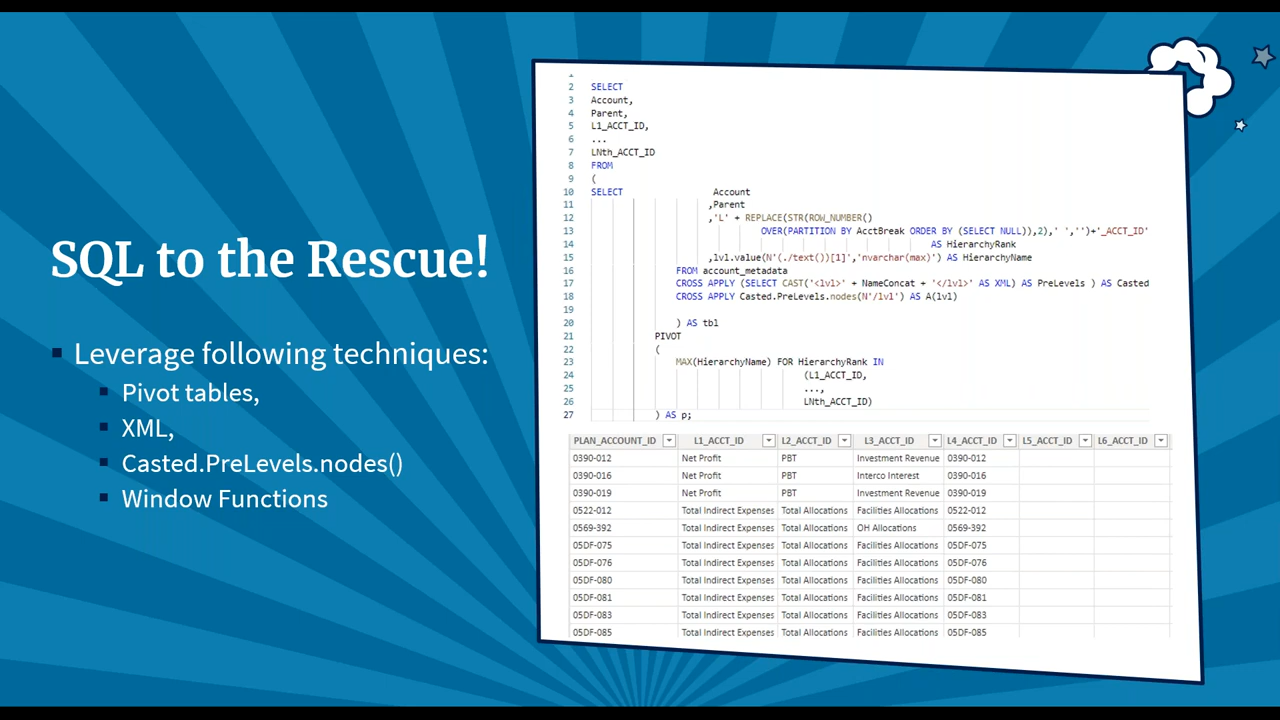 SQL to the Rescue!
Leverage following techniques:
Pivot tables,
XML,
Casted.PreLevels.nodes()
Window Functions
1
2 SELECT
3 Account,
4 Parent,
5 L1_ACCT_ID,
6 ...
7 LNth_ACCT_ID
8 FROM
9 (
10 SELECT Account
11 ,Parent
12 ,'L' + REPLACE(STR(ROW_NUMBER()
13 OVER(PARTITION BY AcctBreak ORDER BY (SELECT NULL)),2),' ','')+'_ACCT_ID'
14 AS HierarchyRank
15 ,lvl.value(N'(./text())[1]','nvarchar(max)') AS HierarchyName
16 FROM account_metadata
17 CROSS APPLY (SELECT CAST('<lvl>' + NameConcat + '</lvl>' AS XML) AS PreLevels ) AS Casted
18 CROSS APPLY Casted.PreLevels.nodes(N'/lvl') AS A(lvl)
19
20 ) AS tbl
21 PIVOT
22 (
23 MAX(HierarchyName) FOR HierarchyRank IN
24 (L1_ACCT_ID,
25 ...,
26 LNth_ACCT_ID)
27 ) AS p;
PLAN_ACCOUNT_ID L1_ACCT_ID L2_ACCT_ID L3_ACCT_ID L4_ACCT_ID L5_ACCT_ID L6_ACCT_ID
0390-012 Net Profit PBT Investment Revenue 0390-012
0390-016 Net Profit PBT Interco Interest 0390-016
0390-019 Net Profit PBT Investment Revenue 0390-019
0522-012 Total Indirect Expenses Total Allocations Facilities Allocations 0522-012
0569-392 Total Indirect Expenses Total Allocations OH Allocations 0569-392
05DF-075 Total Indirect Expenses Total Allocations Facilities Allocations 05DF-075
05DF-076 Total Indirect Expenses Total Allocations Facilities Allocations 05DF-076
05DF-080 Total Indirect Expenses Total Allocations Facilities Allocations 05DF-080
05DF-081 Total Indirect Expenses Total Allocations Facilities Allocations 05DF-081
05DF-083 Total Indirect Expenses Total Allocations Facilities Allocations 05DF-083
05DF-085 Total Indirect Expenses Total Allocations Facilities Allocations 05DF-085